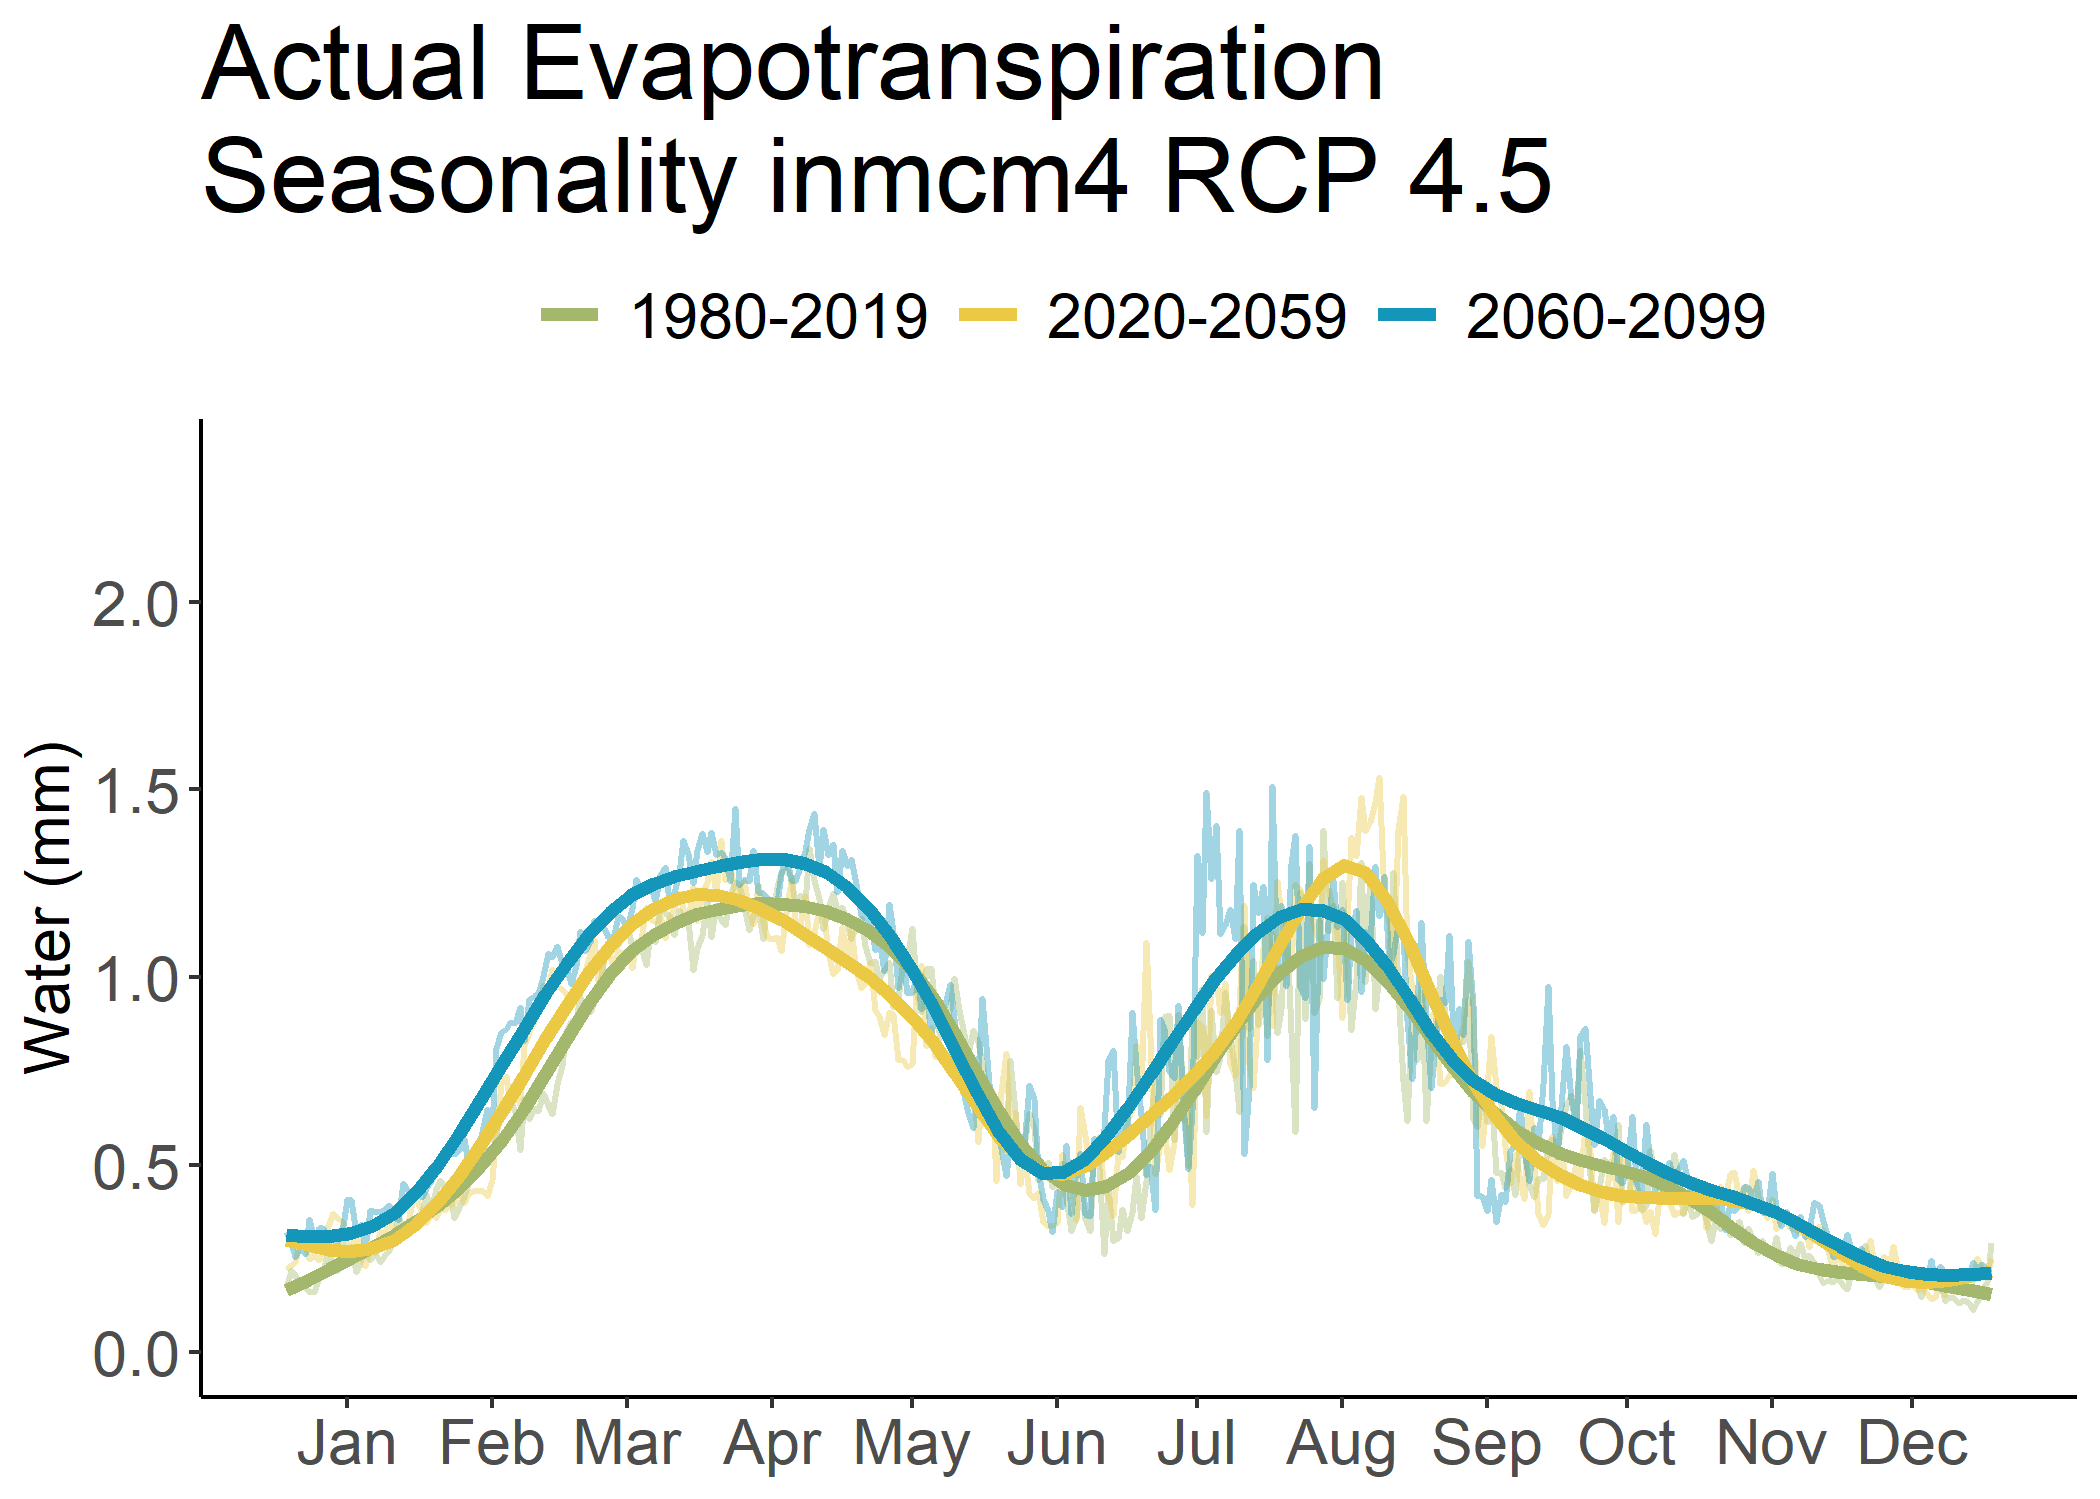 Actual Evapotranspiration
Seasonality inmcm4 RCP 4.5
1980-2019 2020-2059 2060-2099
Water (mm)
2.0
1.5
1.0
0.5
0.0
Jan Feb Mar Apr May Jun Jul Aug Sep Oct Nov Dec